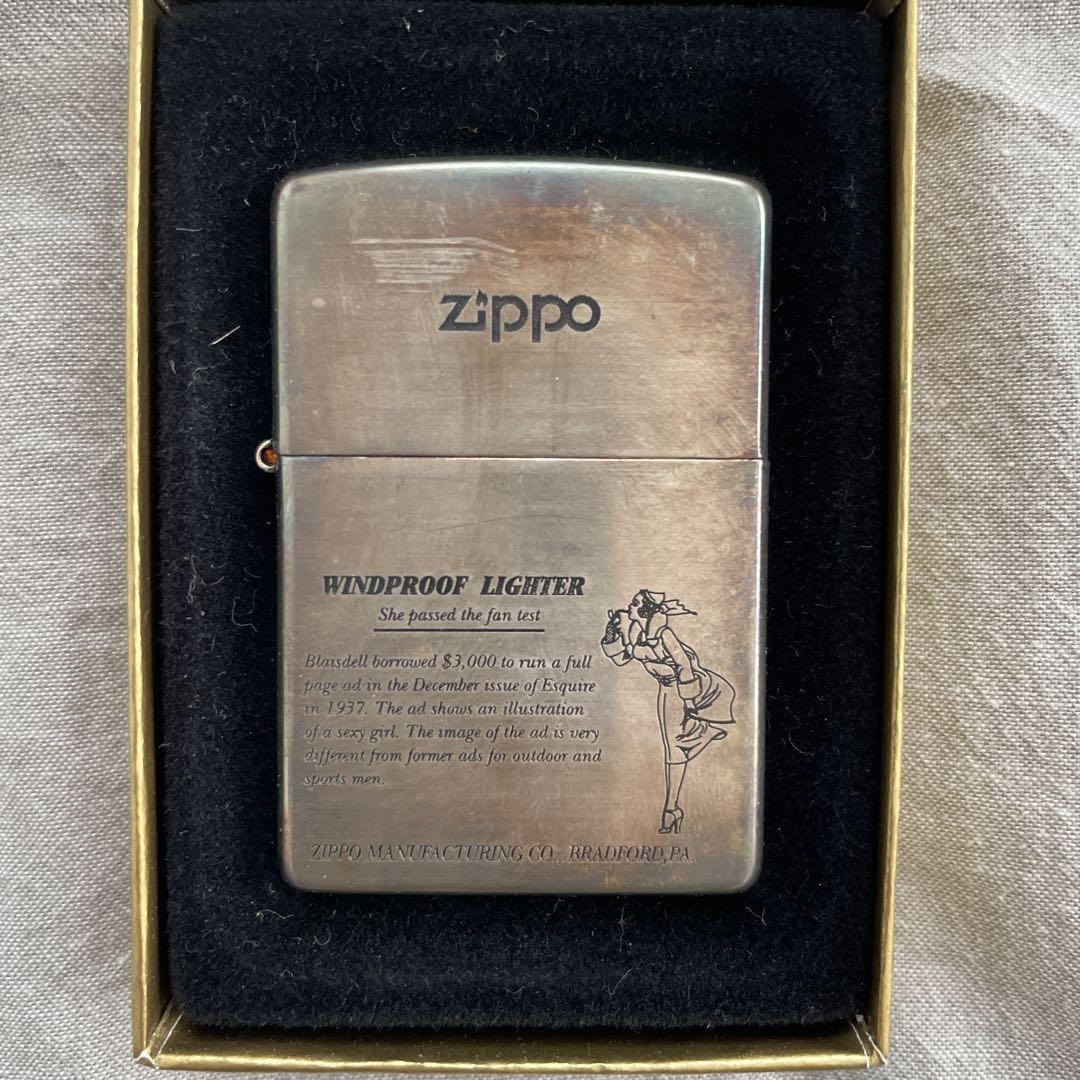 zippo
WINDPROOF LIGHTER
She passed the fan test
Blaisdell borrowed $3,000 to run a full
page ad in the December issue of Esquire
in 1937. The ad shows an illustration
of a sexy girl. The image of the ad is very
different from former ads for outdoor and
sports men.
ZIPPO MANUFACTURING CO., BRADFORD,PA.